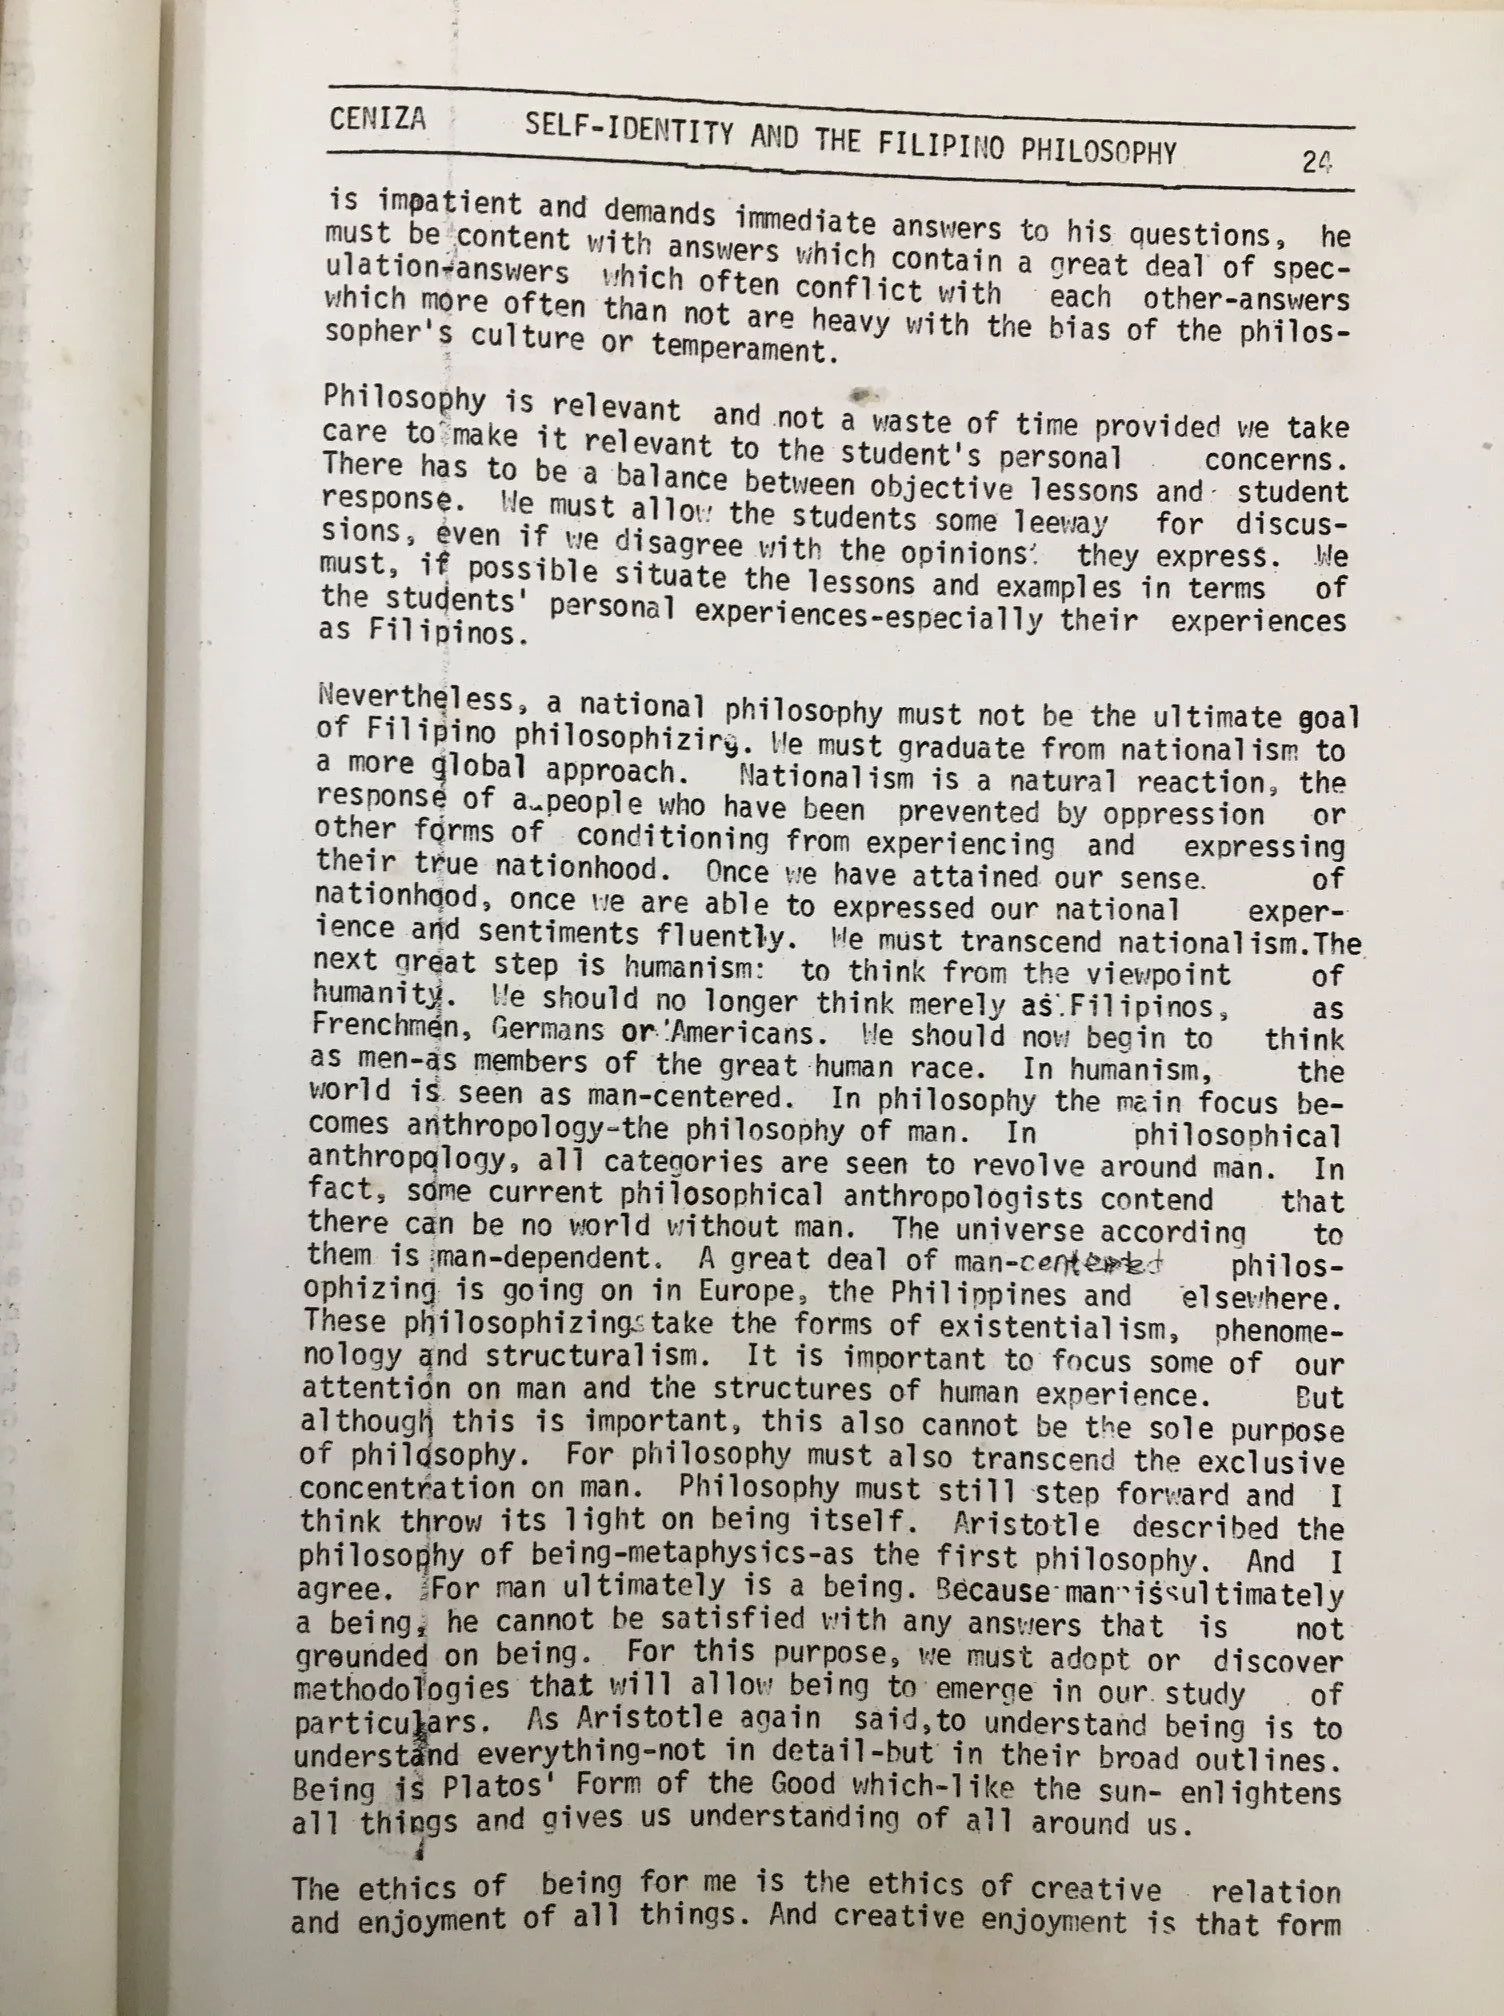 CENIZA SELF-IDENTITY AND THE FILIPINO PHILOSOPHY 24
is impatient and demands immediate answers to his questions, he
must be content with answers which contain a great deal of spec-
ulation-answers which often conflict with each other-answers
which more often than not are heavy with the bias of the philos-
sopher's culture or temperament.
Philosophy is relevant and not a waste of time provided we take
care to make it relevant to the student's personal concerns.
There has to be a balance between objective lessons and student
response. We must allow the students some leeway for discus-
sions, even if we disagree with the opinions they express. We
must, if possible situate the lessons and examples in terms of
the students' personal experiences-especially their experiences
as Filipinos.
Nevertheless, a national philosophy must not be the ultimate goal
of Filipino philosophizing. We must graduate from nationalism to
a more global approach. Nationalism is a natural reaction, the
response of a people who have been prevented by oppression or
other forms of conditioning from experiencing and expressing
their true nationhood. Once we have attained our sense. of
nationhood, once we are able to expressed our national exper-
ience and sentiments fluently. We must transcend nationalism.The
next great step is humanism: to think from the viewpoint of
humanity. We should no longer think merely as Filipinos, as
Frenchmen, Germans or Americans. We should now begin to think
as men-as members of the great human race. In humanism, the
world is seen as man-centered. In philosophy the main focus be-
comes anthropology-the philosophy of man. In philosophical
anthropology, all categories are seen to revolve around man. In
fact, some current philosophical anthropologists contend that
there can be no world without man. The universe according to
them is man-dependent. A great deal of man-centered philos-
ophizing is going on in Europe, the Philippines and elsewhere.
These philosophizings take the forms of existentialism, phenome-
nology and structuralism. It is important to focus some of our
attention on man and the structures of human experience. But
although this is important, this also cannot be the sole purpose
of philosophy. For philosophy must also transcend the exclusive
concentration on man. Philosophy must still step forward and I
think throw its light on being itself. Aristotle described the
philosophy of being-metaphysics-as the first philosophy. And I
agree. For man ultimately is a being. Because man is ultimately
a being, he cannot be satisfied with any answers that is not
grounded on being. For this purpose, we must adopt or discover
methodologies that will allow being to emerge in our study of
particulars. As Aristotle again said,to understand being is to
understand everything-not in detail-but in their broad outlines.
Being is Platos' Form of the Good which-like the sun- enlightens
all things and gives us understanding of all around us.
The ethics of being for me is the ethics of creative relation
and enjoyment of all things. And creative enjoyment is that form